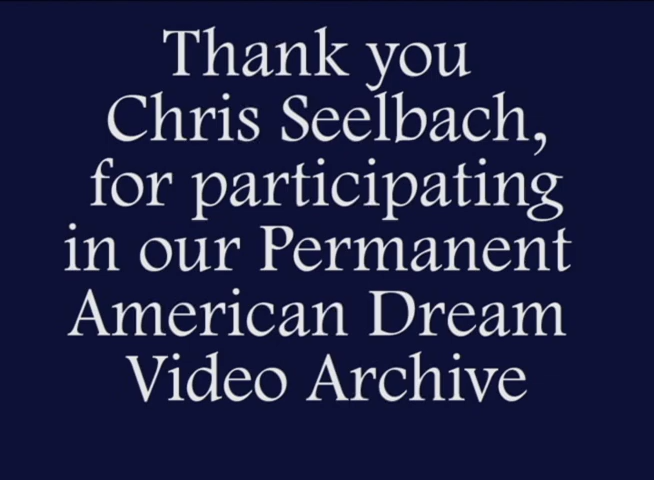 Thank you
Chris Seelbach,
for participating
in our Permanent
American Dream
Video Archive